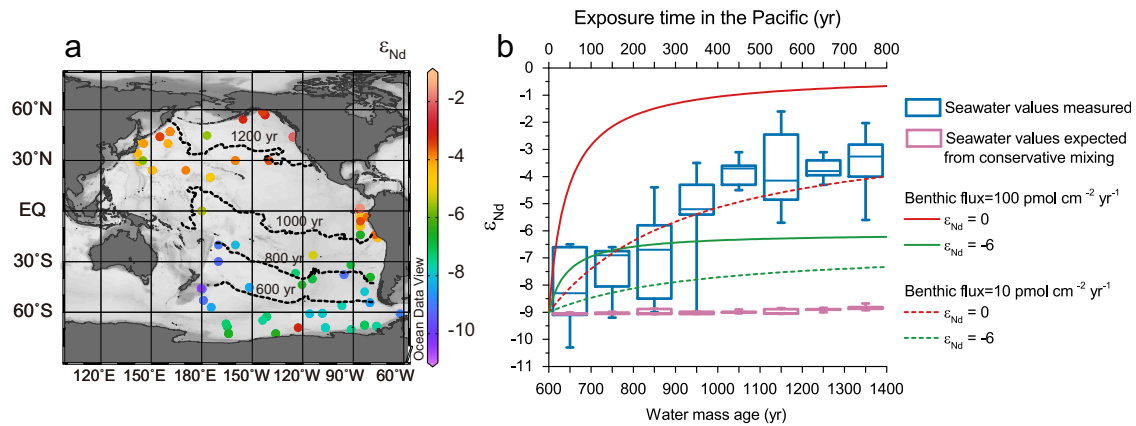 a
εNd
60°N
30°N
EQ
30°S
60°S
120°E 150°E 180°E 150°W 120°W 90°W 60°W
1200 yr
1000 yr
800 yr
600 yr
-2
-4
-6
-8
-10
Ocean Data View
b
Exposure time in the Pacific (yr)
0 100 200 300 400 500 600 700 800
εNd
0
-1
-2
-3
-4
-5
-6
-7
-8
-9
-10
-11
600 700 800 900 1000 1100 1200 1300 1400
Water mass age (yr)
Seawater values measured
Seawater values expected
from conservative mixing
Benthic flux=100 pmol cm⁻² yr⁻¹
εNd = 0
εNd = -6
Benthic flux=10 pmol cm⁻² yr⁻¹
εNd = 0
εNd = -6